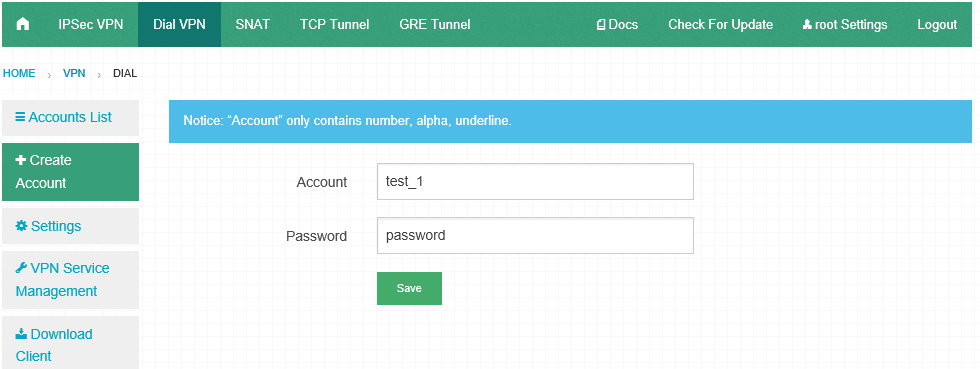 IPSec VPN Dial VPN SNAT TCP Tunnel GRE Tunnel Docs Check For Update root Settings Logout
HOME › VPN › DIAL
Accounts List
Notice: “Account” only contains number, alpha, underline.
Create
Account
Settings
VPN Service
Management
Download
Client
Account test_1
Password password
Save